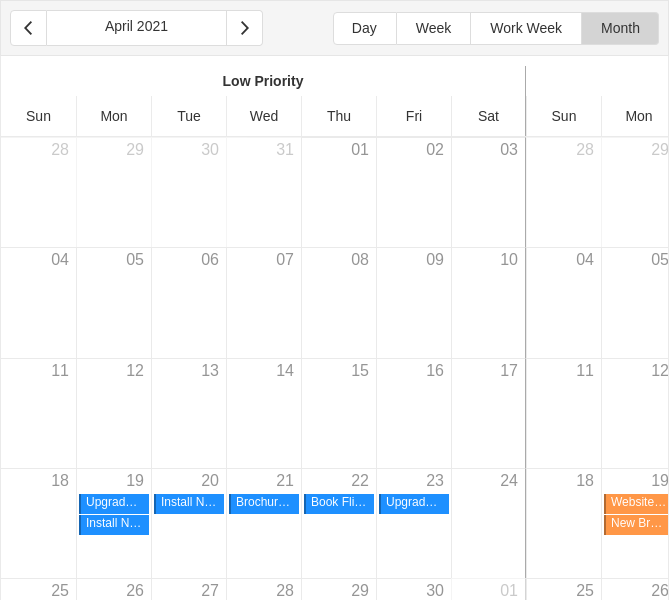 April 2021 Day Week Work Week Month
Low Priority
Sun Mon Tue Wed Thu Fri Sat Sun Mon
28 29 30 31 01 02 03 28 29
04 05 06 07 08 09 10 04 05
11 12 13 14 15 16 17 11 12
18 19 20 21 22 23 24 18 19
Upgrad… Install N… Brochur… Book Fli… Upgrad… Website…
Install N… New Br…
25 26 27 28 29 30 01 25 26